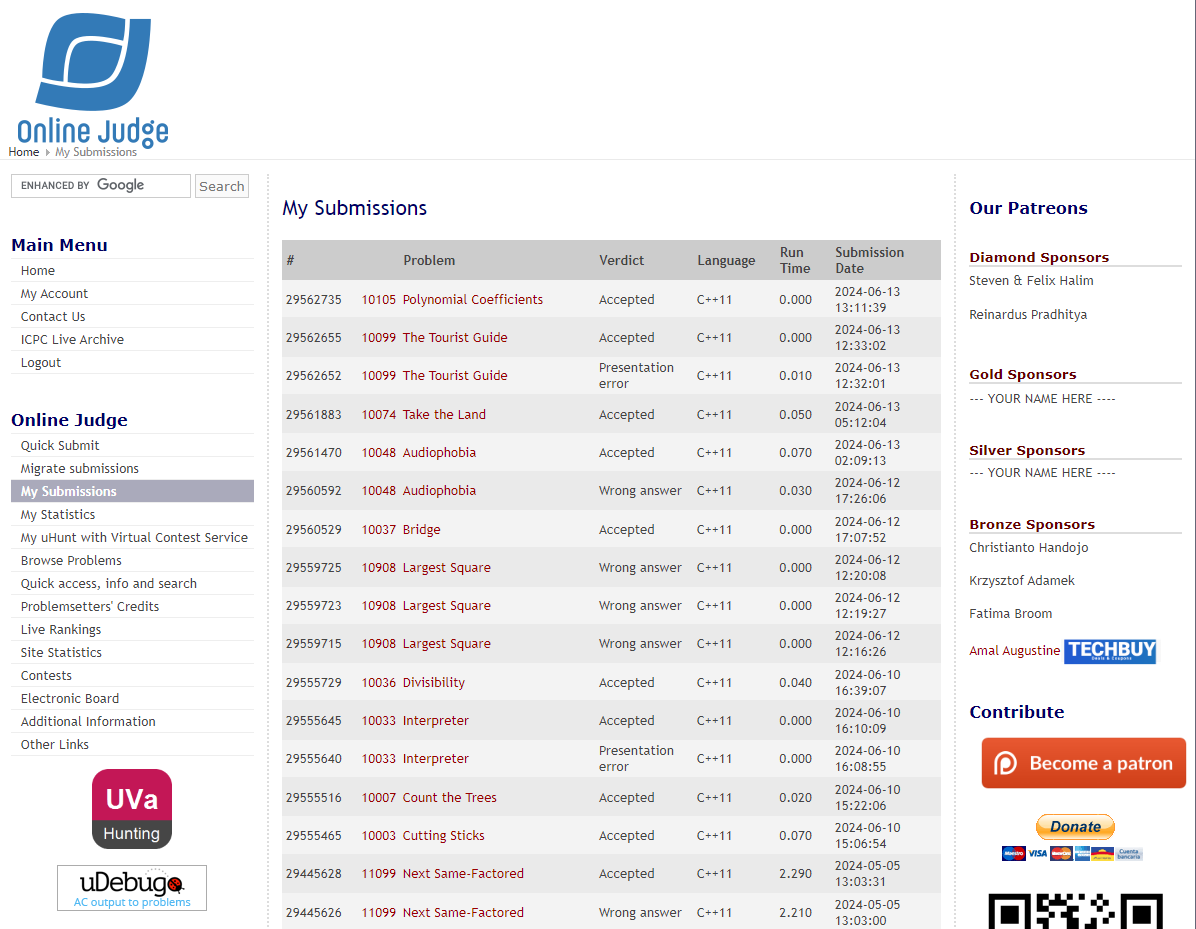 Online Judge
Home My Submissions
ENHANCED BY Google Search
Main Menu
Home
My Account
Contact Us
ICPC Live Archive
Logout
Online Judge
Quick Submit
Migrate submissions
My Submissions
My Statistics
My uHunt with Virtual Contest Service
Browse Problems
Quick access, info and search
Problemsetters' Credits
Live Rankings
Site Statistics
Contests
Electronic Board
Additional Information
Other Links
UVa
Hunting
uDebug
AC output to problems
My Submissions
# Problem Verdict Language Run Time Submission Date
29562735 10105 Polynomial Coefficients Accepted C++11 0.000 2024-06-13 13:11:39
29562655 10099 The Tourist Guide Accepted C++11 0.000 2024-06-13 12:33:02
29562652 10099 The Tourist Guide Presentation error C++11 0.010 2024-06-13 12:32:01
29561883 10074 Take the Land Accepted C++11 0.050 2024-06-13 05:12:04
29561470 10048 Audiophobia Accepted C++11 0.070 2024-06-13 02:09:13
29560592 10048 Audiophobia Wrong answer C++11 0.030 2024-06-12 17:26:06
29560529 10037 Bridge Accepted C++11 0.000 2024-06-12 17:07:52
29559725 10908 Largest Square Wrong answer C++11 0.000 2024-06-12 12:20:08
29559723 10908 Largest Square Wrong answer C++11 0.000 2024-06-12 12:19:27
29559715 10908 Largest Square Wrong answer C++11 0.000 2024-06-12 12:16:26
29555729 10036 Divisibility Accepted C++11 0.040 2024-06-10 16:39:07
29555645 10033 Interpreter Accepted C++11 0.000 2024-06-10 16:10:09
29555640 10033 Interpreter Presentation error C++11 0.000 2024-06-10 16:08:55
29555516 10007 Count the Trees Accepted C++11 0.020 2024-06-10 15:22:06
29555465 10003 Cutting Sticks Accepted C++11 0.070 2024-06-10 15:06:54
29445628 11099 Next Same-Factored Accepted C++11 2.290 2024-05-05 13:03:31
29445626 11099 Next Same-Factored Wrong answer C++11 2.210 2024-05-05 13:03:00
Our Patreons
Diamond Sponsors
Steven & Felix Halim
Reinardus Pradhitya
Gold Sponsors
--- YOUR NAME HERE ----
Silver Sponsors
--- YOUR NAME HERE ----
Bronze Sponsors
Christianto Handojo
Krzysztof Adamek
Fatima Broom
Amal Augustine TECHBUY
Contribute
Become a patron
Donate
Maestro VISA
Cuenta bancaria